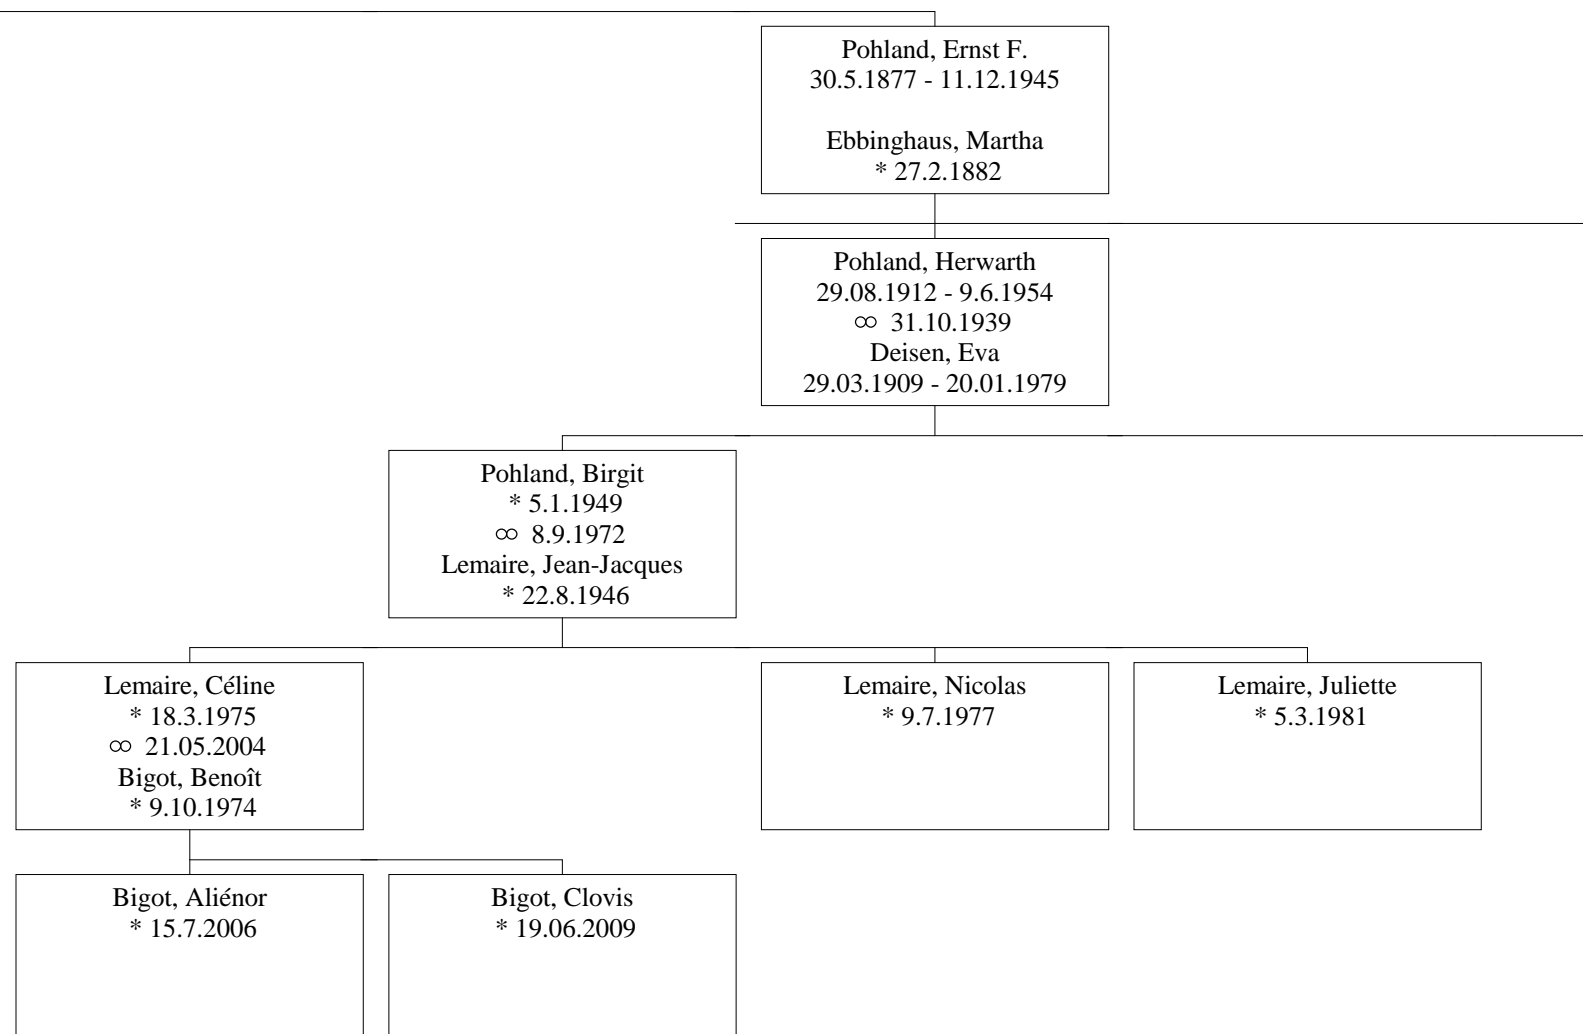 Pohland, Ernst F.
30.5.1877 - 11.12.1945
Ebbinghaus, Martha
* 27.2.1882
Pohland, Herwarth
29.08.1912 - 9.6.1954
∞ 31.10.1939
Deisen, Eva
29.03.1909 - 20.01.1979
Pohland, Birgit
* 5.1.1949
∞ 8.9.1972
Lemaire, Jean-Jacques
* 22.8.1946
Lemaire, Céline
* 18.3.1975
∞ 21.05.2004
Bigot, Benoît
* 9.10.1974
Lemaire, Nicolas
* 9.7.1977
Lemaire, Juliette
* 5.3.1981
Bigot, Aliénor
* 15.7.2006
Bigot, Clovis
* 19.06.2009